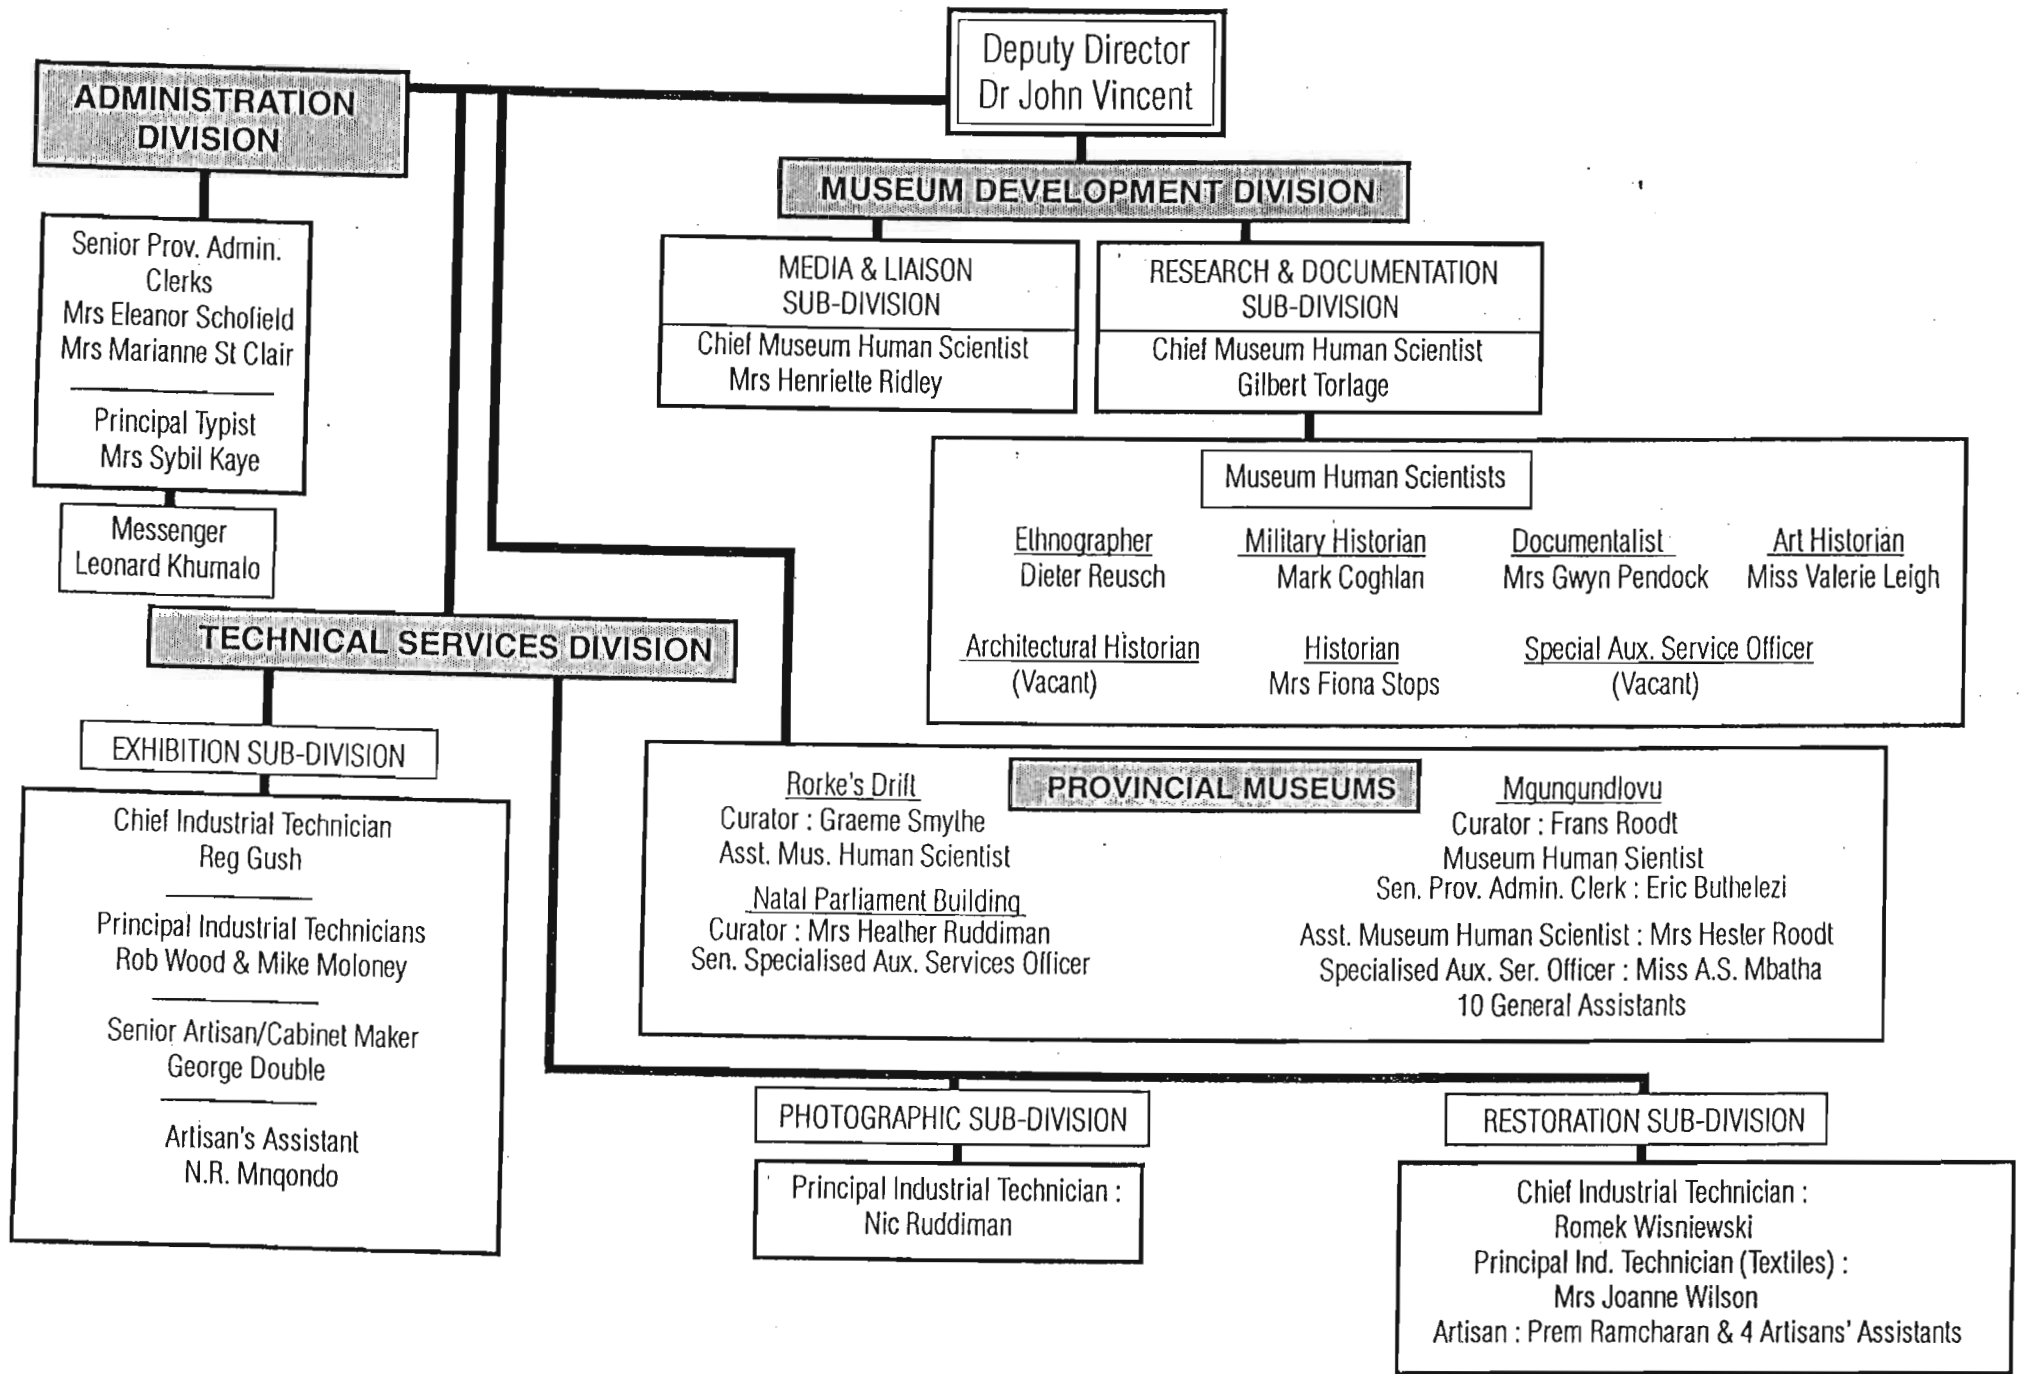 Deputy Director
Dr John Vincent
ADMINISTRATION
DIVISION
Senior Prov. Admin.
Clerks
Mrs Eleanor Schofield
Mrs Marianne St Clair
Principal Typist
Mrs Sybil Kaye
Messenger
Leonard Khumalo
MUSEUM DEVELOPMENT DIVISION
MEDIA & LIAISON
SUB-DIVISION
Chief Museum Human Scientist
Mrs Henriette Ridley
RESEARCH & DOCUMENTATION
SUB-DIVISION
Chief Museum Human Scientist
Gilbert Torlage
Museum Human Scientists
Ethnographer
Dieter Reusch
Military Historian
Mark Coghlan
Documentalist
Mrs Gwyn Pendock
Art Historian
Miss Valerie Leigh
Architectural Historian
(Vacant)
Historian
Mrs Fiona Stops
Special Aux. Service Officer
(Vacant)
TECHNICAL SERVICES DIVISION
EXHIBITION SUB-DIVISION
Chief Industrial Technician
Reg Gush
Principal Industrial Technicians
Rob Wood & Mike Moloney
Senior Artisan/Cabinet Maker
George Double
Artisan's Assistant
N.R. Mnqondo
PROVINCIAL MUSEUMS
Rorke's Drift
Curator : Graeme Smythe
Asst. Mus. Human Scientist
Natal Parliament Building
Curator : Mrs Heather Ruddiman
Sen. Specialised Aux. Services Officer
Mgungundlovu
Curator : Frans Roodt
Museum Human Sientist
Sen. Prov. Admin. Clerk : Eric Buthelezi
Asst. Museum Human Scientist : Mrs Hester Roodt
Specialised Aux. Ser. Officer : Miss A.S. Mbatha
10 General Assistants
PHOTOGRAPHIC SUB-DIVISION
Principal Industrial Technician :
Nic Ruddiman
RESTORATION SUB-DIVISION
Chief Industrial Technician :
Romek Wisniewski
Principal Ind. Technician (Textiles) :
Mrs Joanne Wilson
Artisan : Prem Ramcharan & 4 Artisans' Assistants